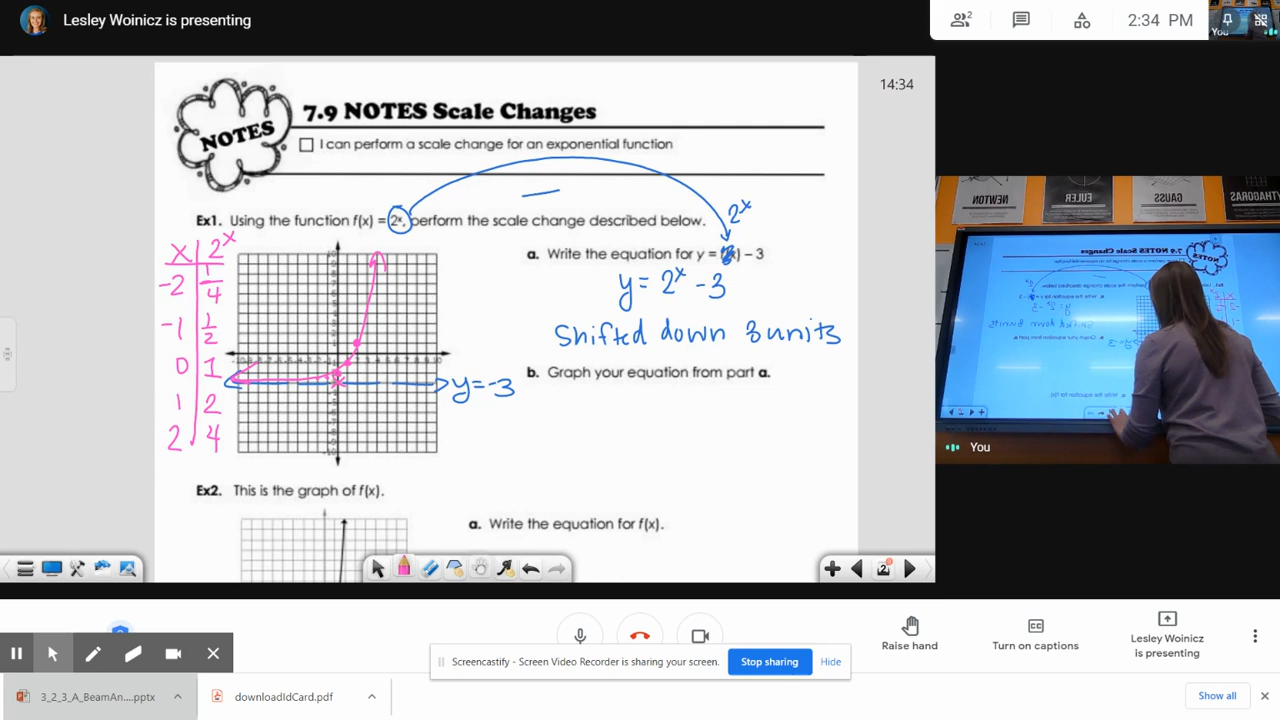 Lesley Woinicz is presenting
2
2:34 PM
You
14:34
NOTES
7.9 NOTES Scale Changes
I can perform a scale change for an exponential function
Ex1. Using the function f(x) = 2ˣ, perform the scale change described below.
2ˣ
x 2ˣ
-2 1/4
-1 1/2
0 1
1 2
2 4
a. Write the equation for y = f(x) – 3
y = 2ˣ - 3
Shifted down 3 units
b. Graph your equation from part a.
y = -3
Ex2. This is the graph of f(x).
a. Write the equation for f(x).
2
NEWTON
EULER
GAUSS
PYTHAGORAS
You
Raise hand
Turn on captions
Lesley Woinicz
is presenting
Screencastify - Screen Video Recorder is sharing your screen.
Stop sharing
Hide
3_2_3_A_BeamAn....pptx
downloadIdCard.pdf
Show all